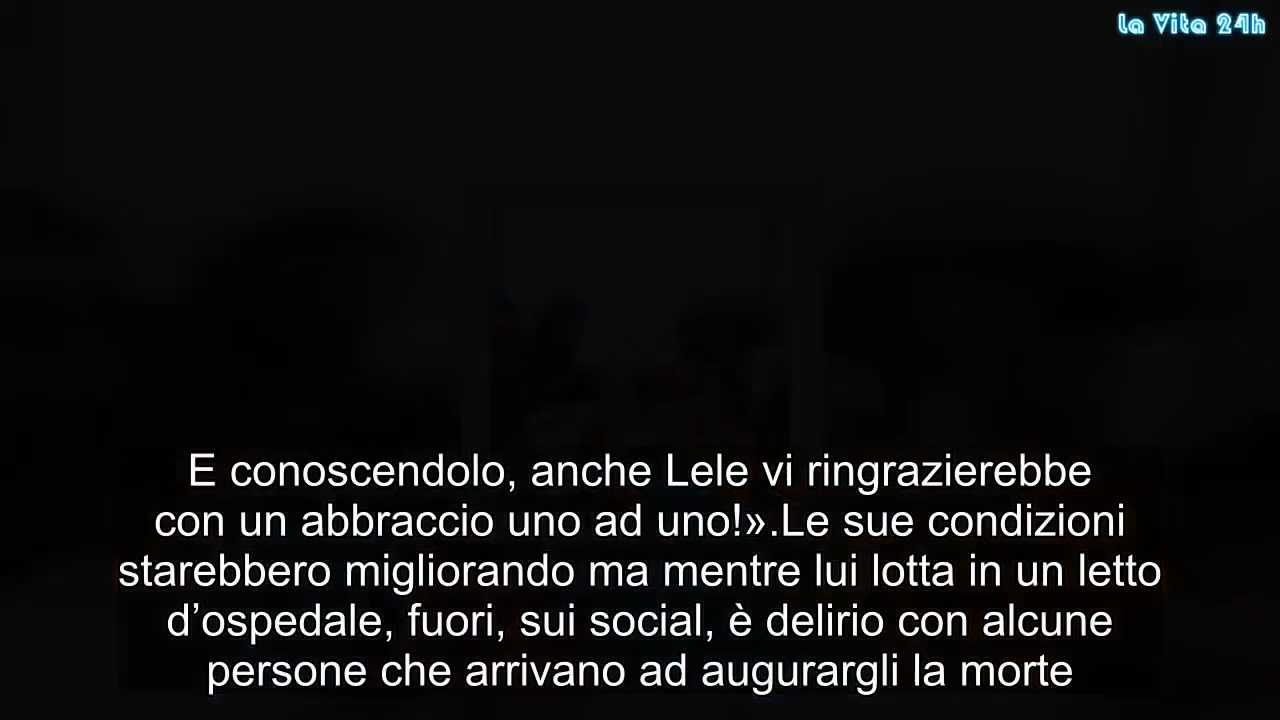 la Vita 24h
E conoscendolo, anche Lele vi ringrazierebbe
con un abbraccio uno ad uno!».Le sue condizioni
starebbero migliorando ma mentre lui lotta in un letto
d’ospedale, fuori, sui social, è delirio con alcune
persone che arrivano ad augurargli la morte